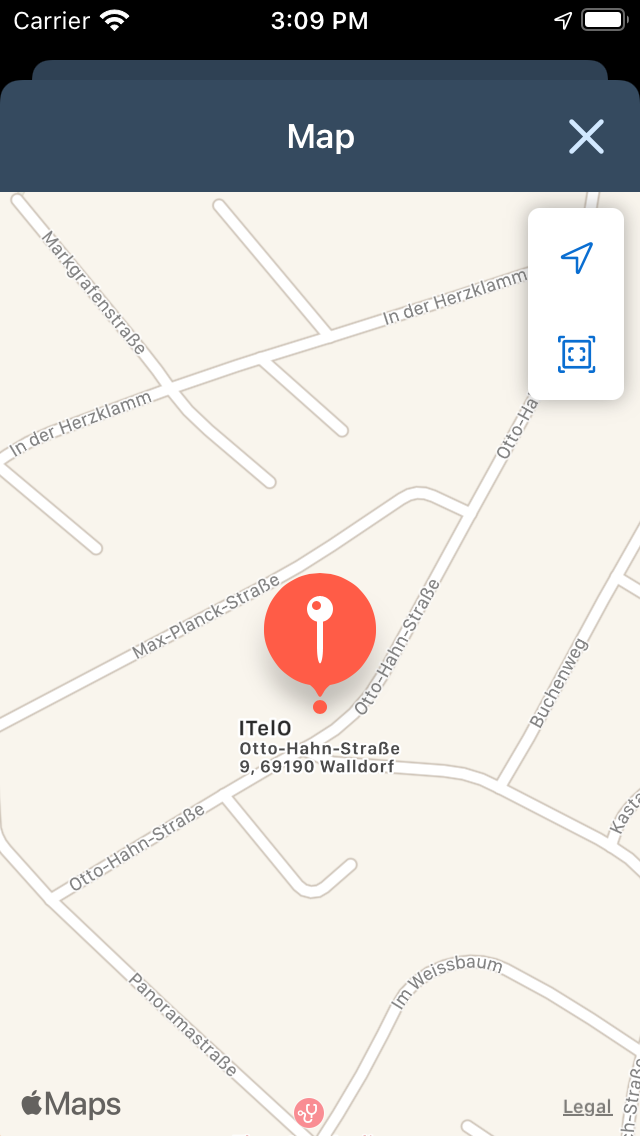 Carrier
3:09 PM
Map
Markgrafenstraße
In der Herzklamm
In der Herzklamm
Otto-Ha
Max-Planck-Straße
Otto-Hahn-Straße
Buchenweg
ITelO
Otto-Hahn-Straße
9, 69190 Walldorf
Kasta
Otto-Hahn-Straße
Im Weissbaum
Panoramastraße
Maps
Legal
h-Straße